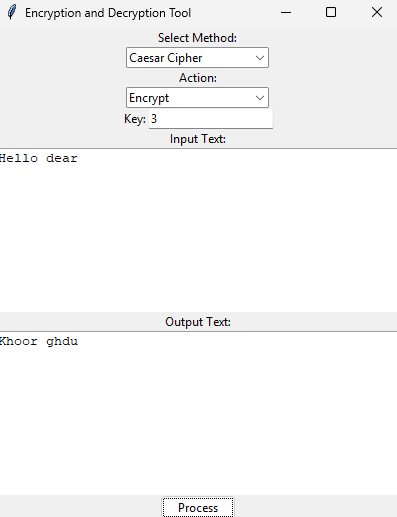 Encryption and Decryption Tool
Select Method:
Caesar Cipher
Action:
Encrypt
Key: 3
Input Text:
Hello dear
Output Text:
Khoor ghdu
Process